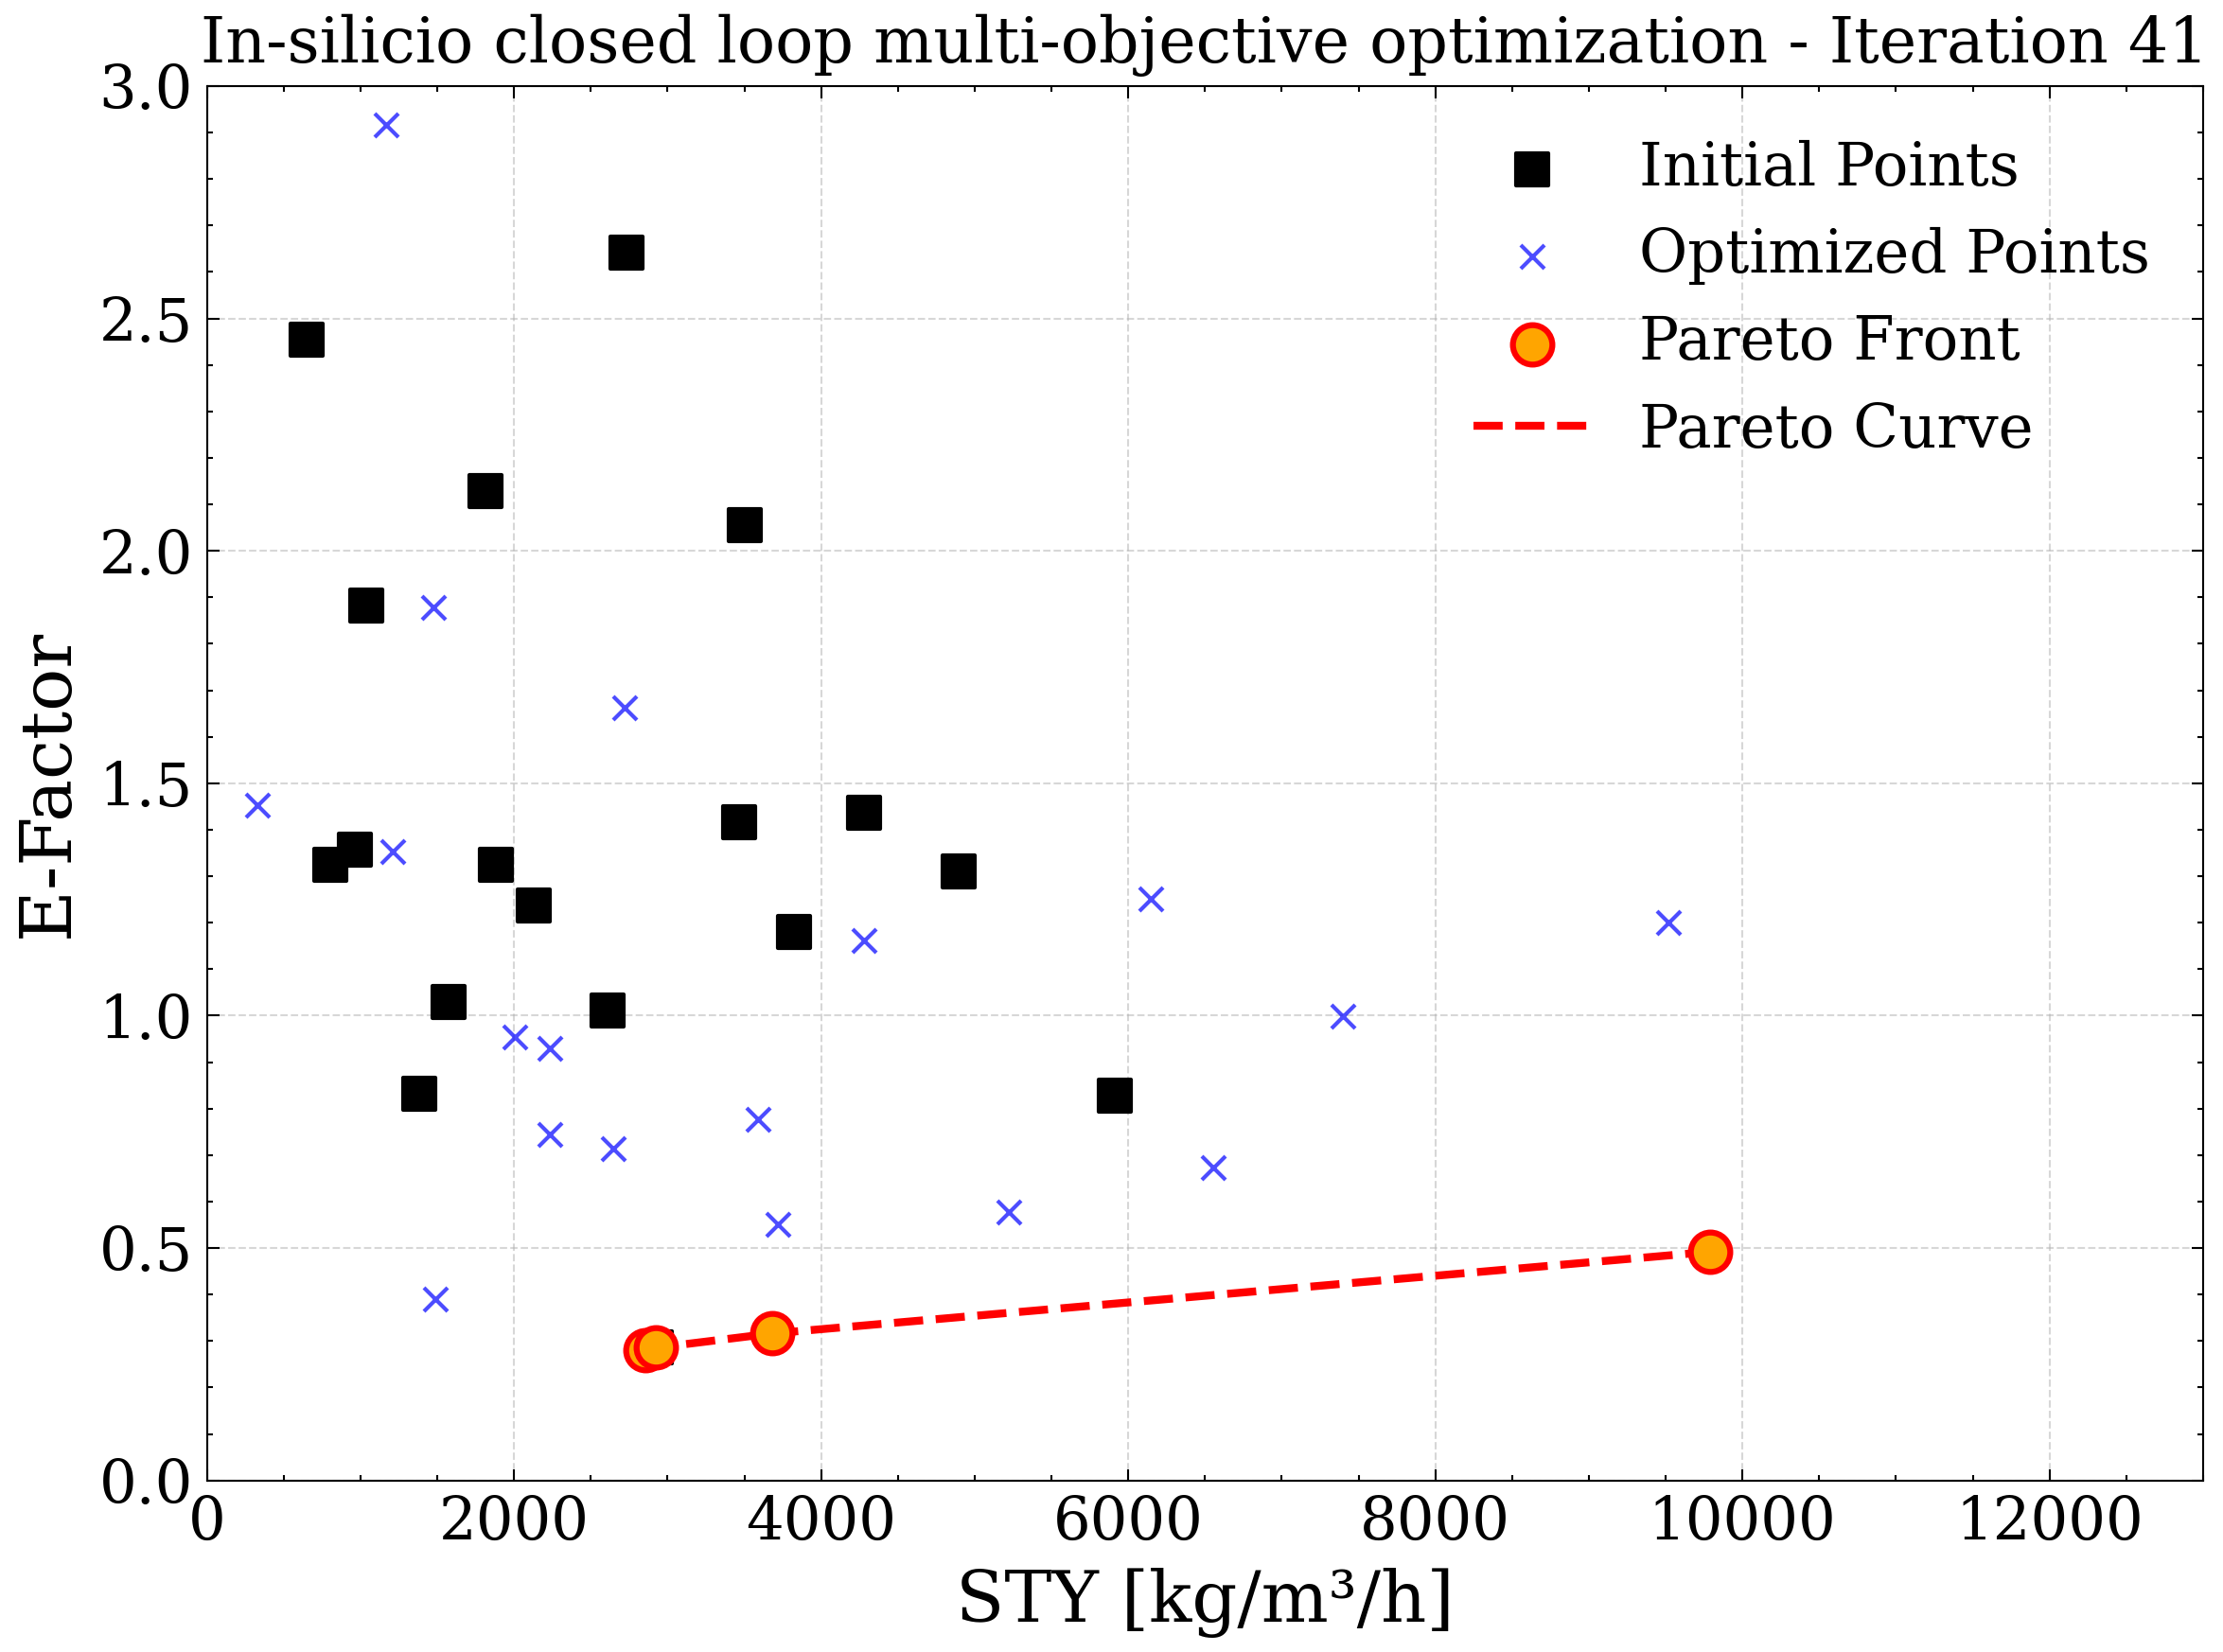 In-silicio closed loop multi-objective optimization - Iteration 41
3.0
2.5
2.0
1.5
1.0
0.5
0.0
E-Factor
Initial Points
Optimized Points
Pareto Front
Pareto Curve
0 2000 4000 6000 8000 10000 12000
STY [kg/m³/h]